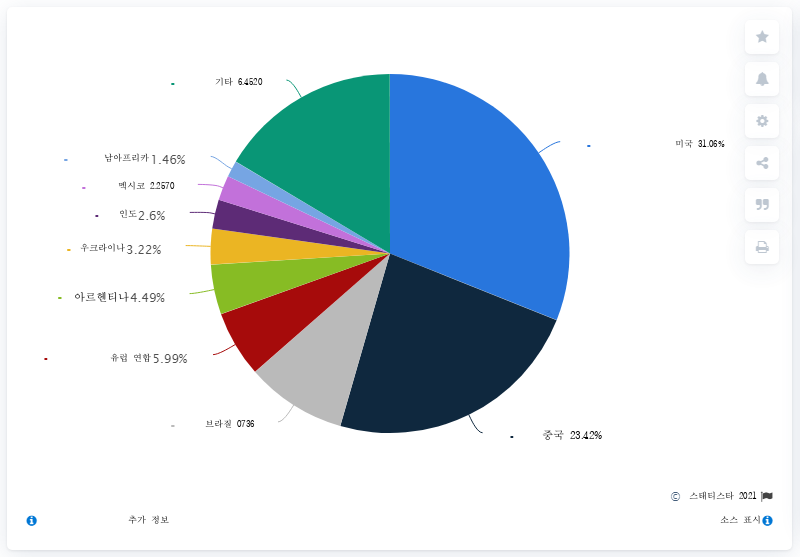 기타 6.4520
미국 31.06%
남아프리카 1.46%
멕시코 2.2570
인도 2.6%
우크라이나 3.22%
아르헨티나 4.49%
유럽 연합 5.99%
브라질 0736
중국 23.42%
© 스태티스타 2021
추가 정보
소스 표시